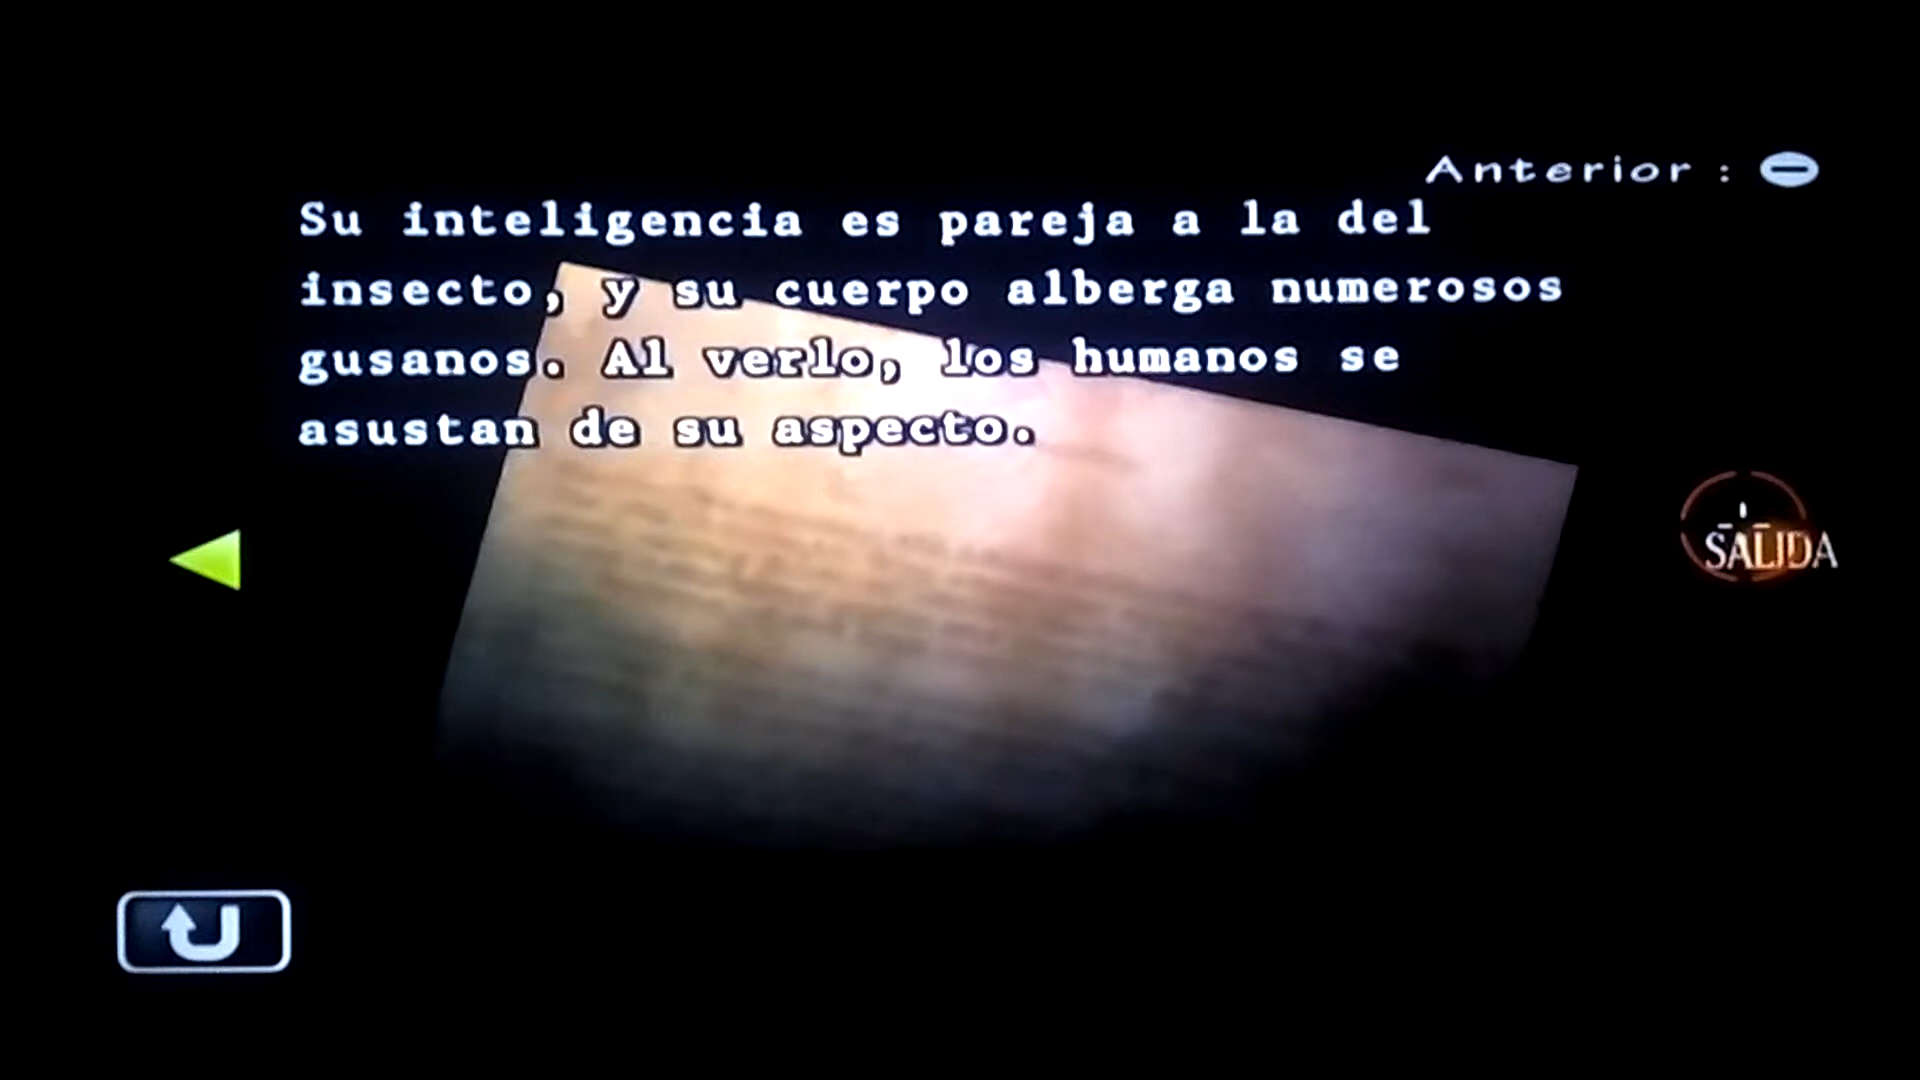 Anterior : 
Su inteligencia es pareja a la del
insecto, y su cuerpo alberga numerosos
gusanos. Al verlo, los humanos se
asustan de su aspecto.
SALIDA